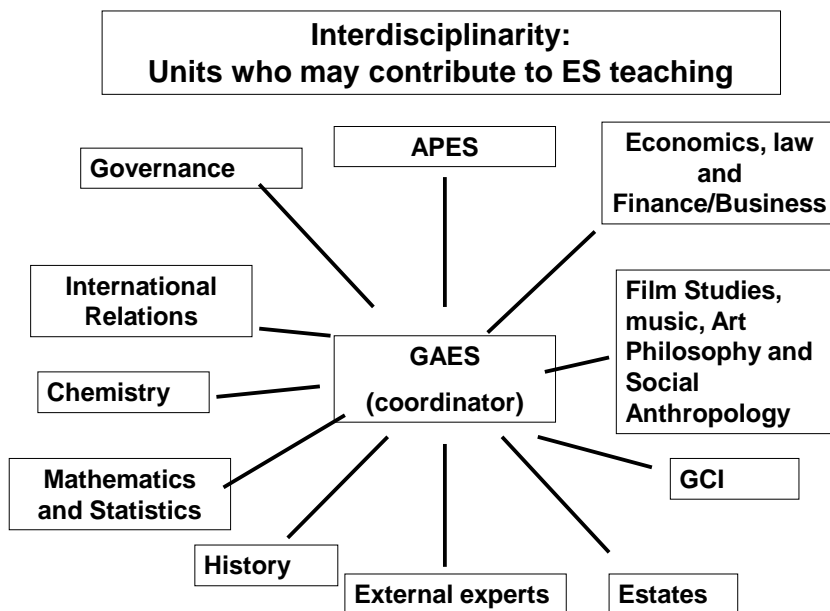 Interdisciplinarity:
Units who may contribute to ES teaching
APES
Economics, law
and
Finance/Business
Governance
International
Relations
Film Studies,
music, Art
Philosophy and
Social
Anthropology
GAES
(coordinator)
Chemistry
Mathematics
and Statistics
GCI
History
External experts
Estates